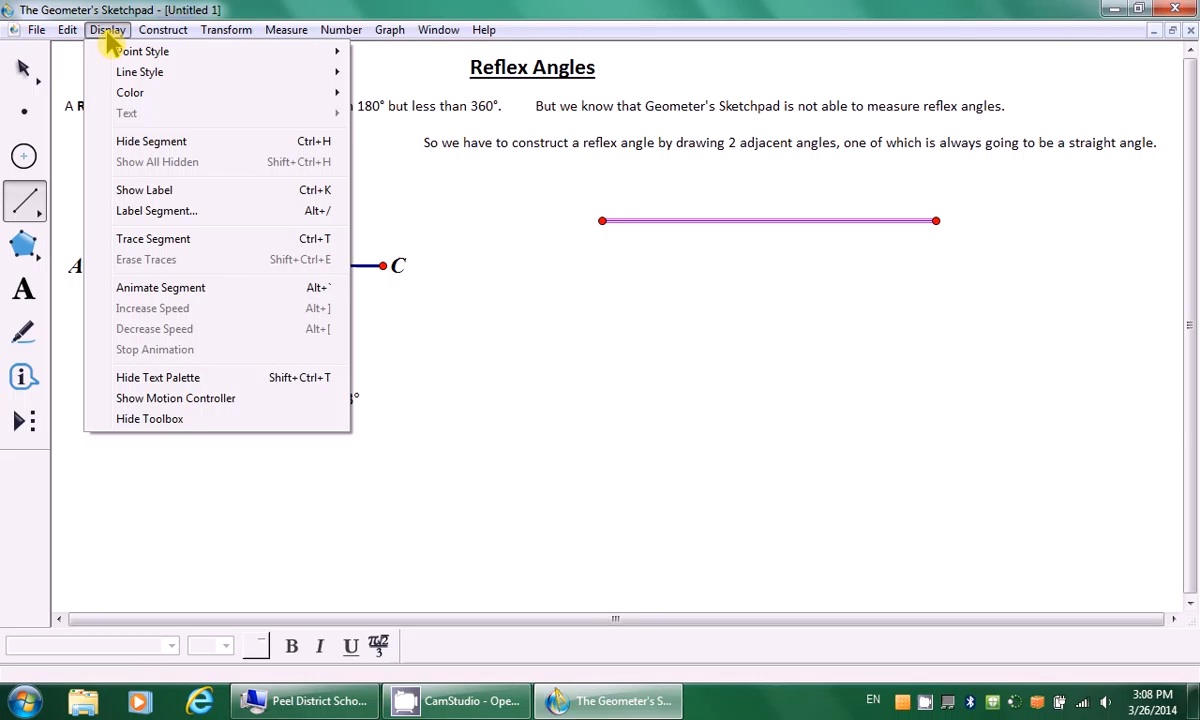 The Geometer's Sketchpad - [Untitled 1]
File Edit Display Construct Transform Measure Number Graph Window Help
Point Style
Line Style
Color
Text
Hide Segment Ctrl+H
Show All Hidden Shift+Ctrl+H
Show Label Ctrl+K
Label Segment... Alt+/
Trace Segment Ctrl+T
Erase Traces Shift+Ctrl+E
Animate Segment Alt+`
Increase Speed Alt+]
Decrease Speed Alt+[
Stop Animation
Hide Text Palette Shift+Ctrl+T
Show Motion Controller
Hide Toolbox
Reflex Angles
A R 180° but less than 360°. But we know that Geometer's Sketchpad is not able to measure reflex angles.
So we have to construct a reflex angle by drawing 2 adjacent angles, one of which is always going to be a straight angle.
A C
A
B I U π√2/3
Peel District Scho... CamStudio - Ope... The Geometer's S... EN 3:08 PM
3/26/2014